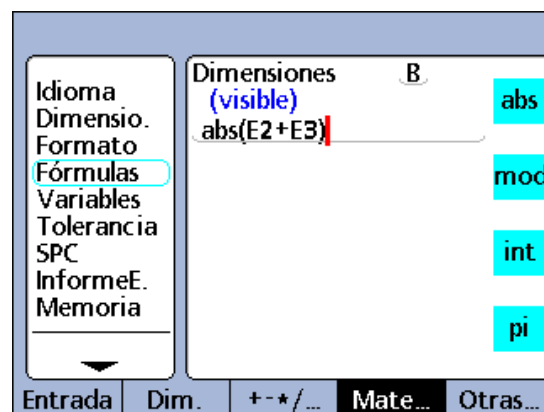 Idioma
Dimensio.
Formato
Fórmulas
Variables
Tolerancia
SPC
InformeE.
Memoria
Dimensiones B
(visible)
abs(E2+E3)
abs
mod
int
pi
Entrada Dim. +-*/... Mate... Otras...